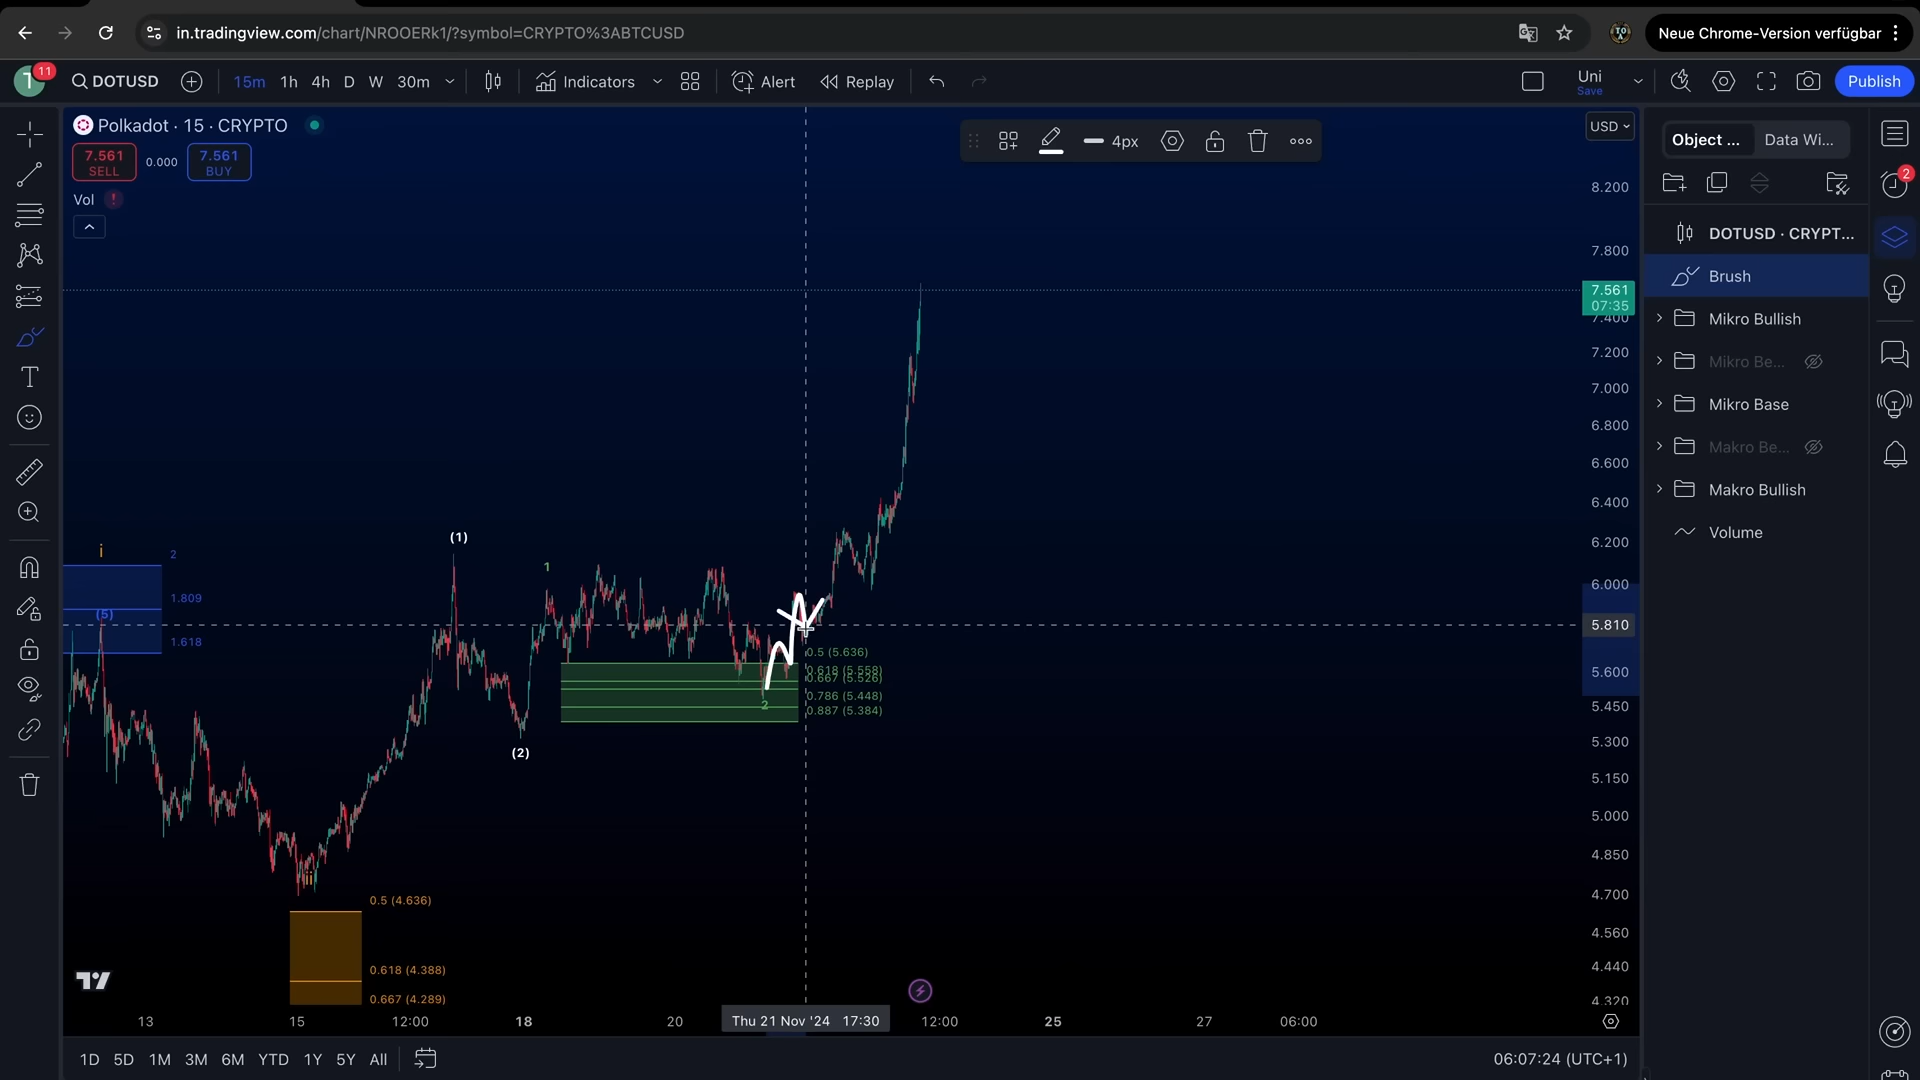 in.tradingview.com/chart/NROOERk1/?symbol=CRYPTO%3ABTCUSD
Neue Chrome-Version verfügbar
T 11
DOTUSD
15m 1h 4h D W 30m
Indicators
Alert
Replay
Uni
Save
Publish
Polkadot · 15 · CRYPTO
7.561
SELL
0.000
7.561
BUY
Vol
4px
USD
Object ...
Data Wi...
2
DOTUSD · CRYPT...
Brush
Mikro Bullish
Mikro Be...
Mikro Base
Makro Be...
Makro Bullish
Volume
8.200
7.800
7.561
07:35
7.400
7.200
7.000
6.800
6.600
6.400
6.200
6.000
5.810
5.600
5.450
5.300
5.150
5.000
4.850
4.700
4.560
4.440
4.320
i
2
1.809
(5)
1.618
(1)
1
(2)
2
0.5 (5.636)
0.618 (5.558)
0.667 (5.526)
0.786 (5.448)
0.887 (5.384)
ii
0.5 (4.636)
0.618 (4.388)
0.667 (4.289)
13 15 12:00 18 20 Thu 21 Nov '24 17:30 12:00 25 27 06:00
1D 5D 1M 3M 6M YTD 1Y 5Y All
06:07:24 (UTC+1)